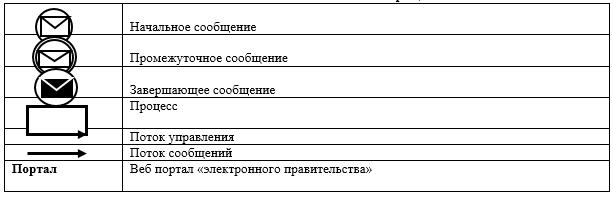 Начальное сообщение
Промежуточное сообщение
Завершающее сообщение
Процесс
Поток управления
Поток сообщений
Портал Веб портал «электронного правительства»